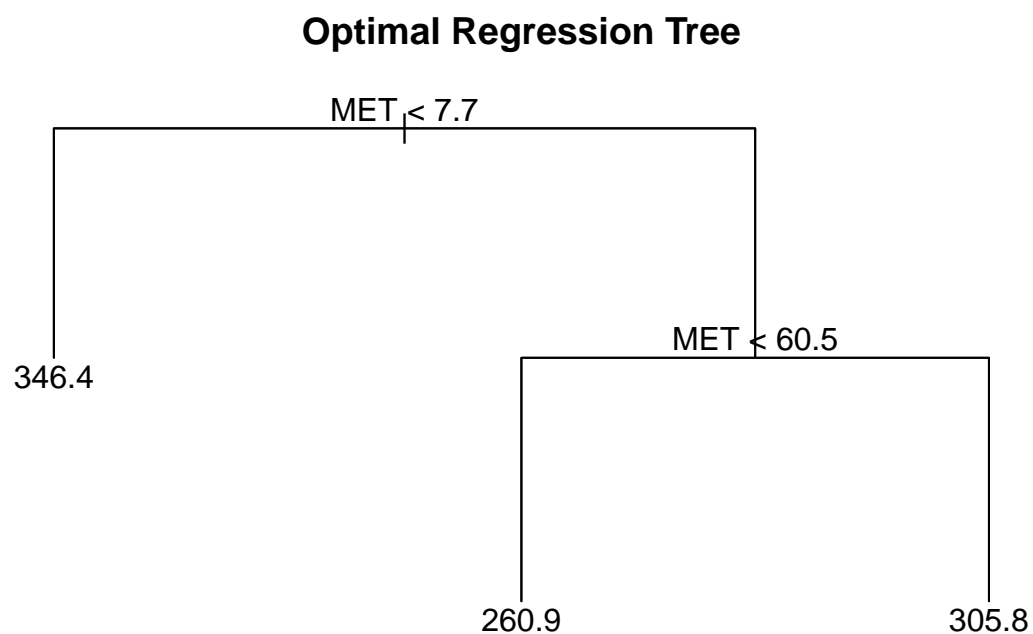 Optimal Regression Tree
MET < 7.7
MET < 60.5
346.4
260.9
305.8